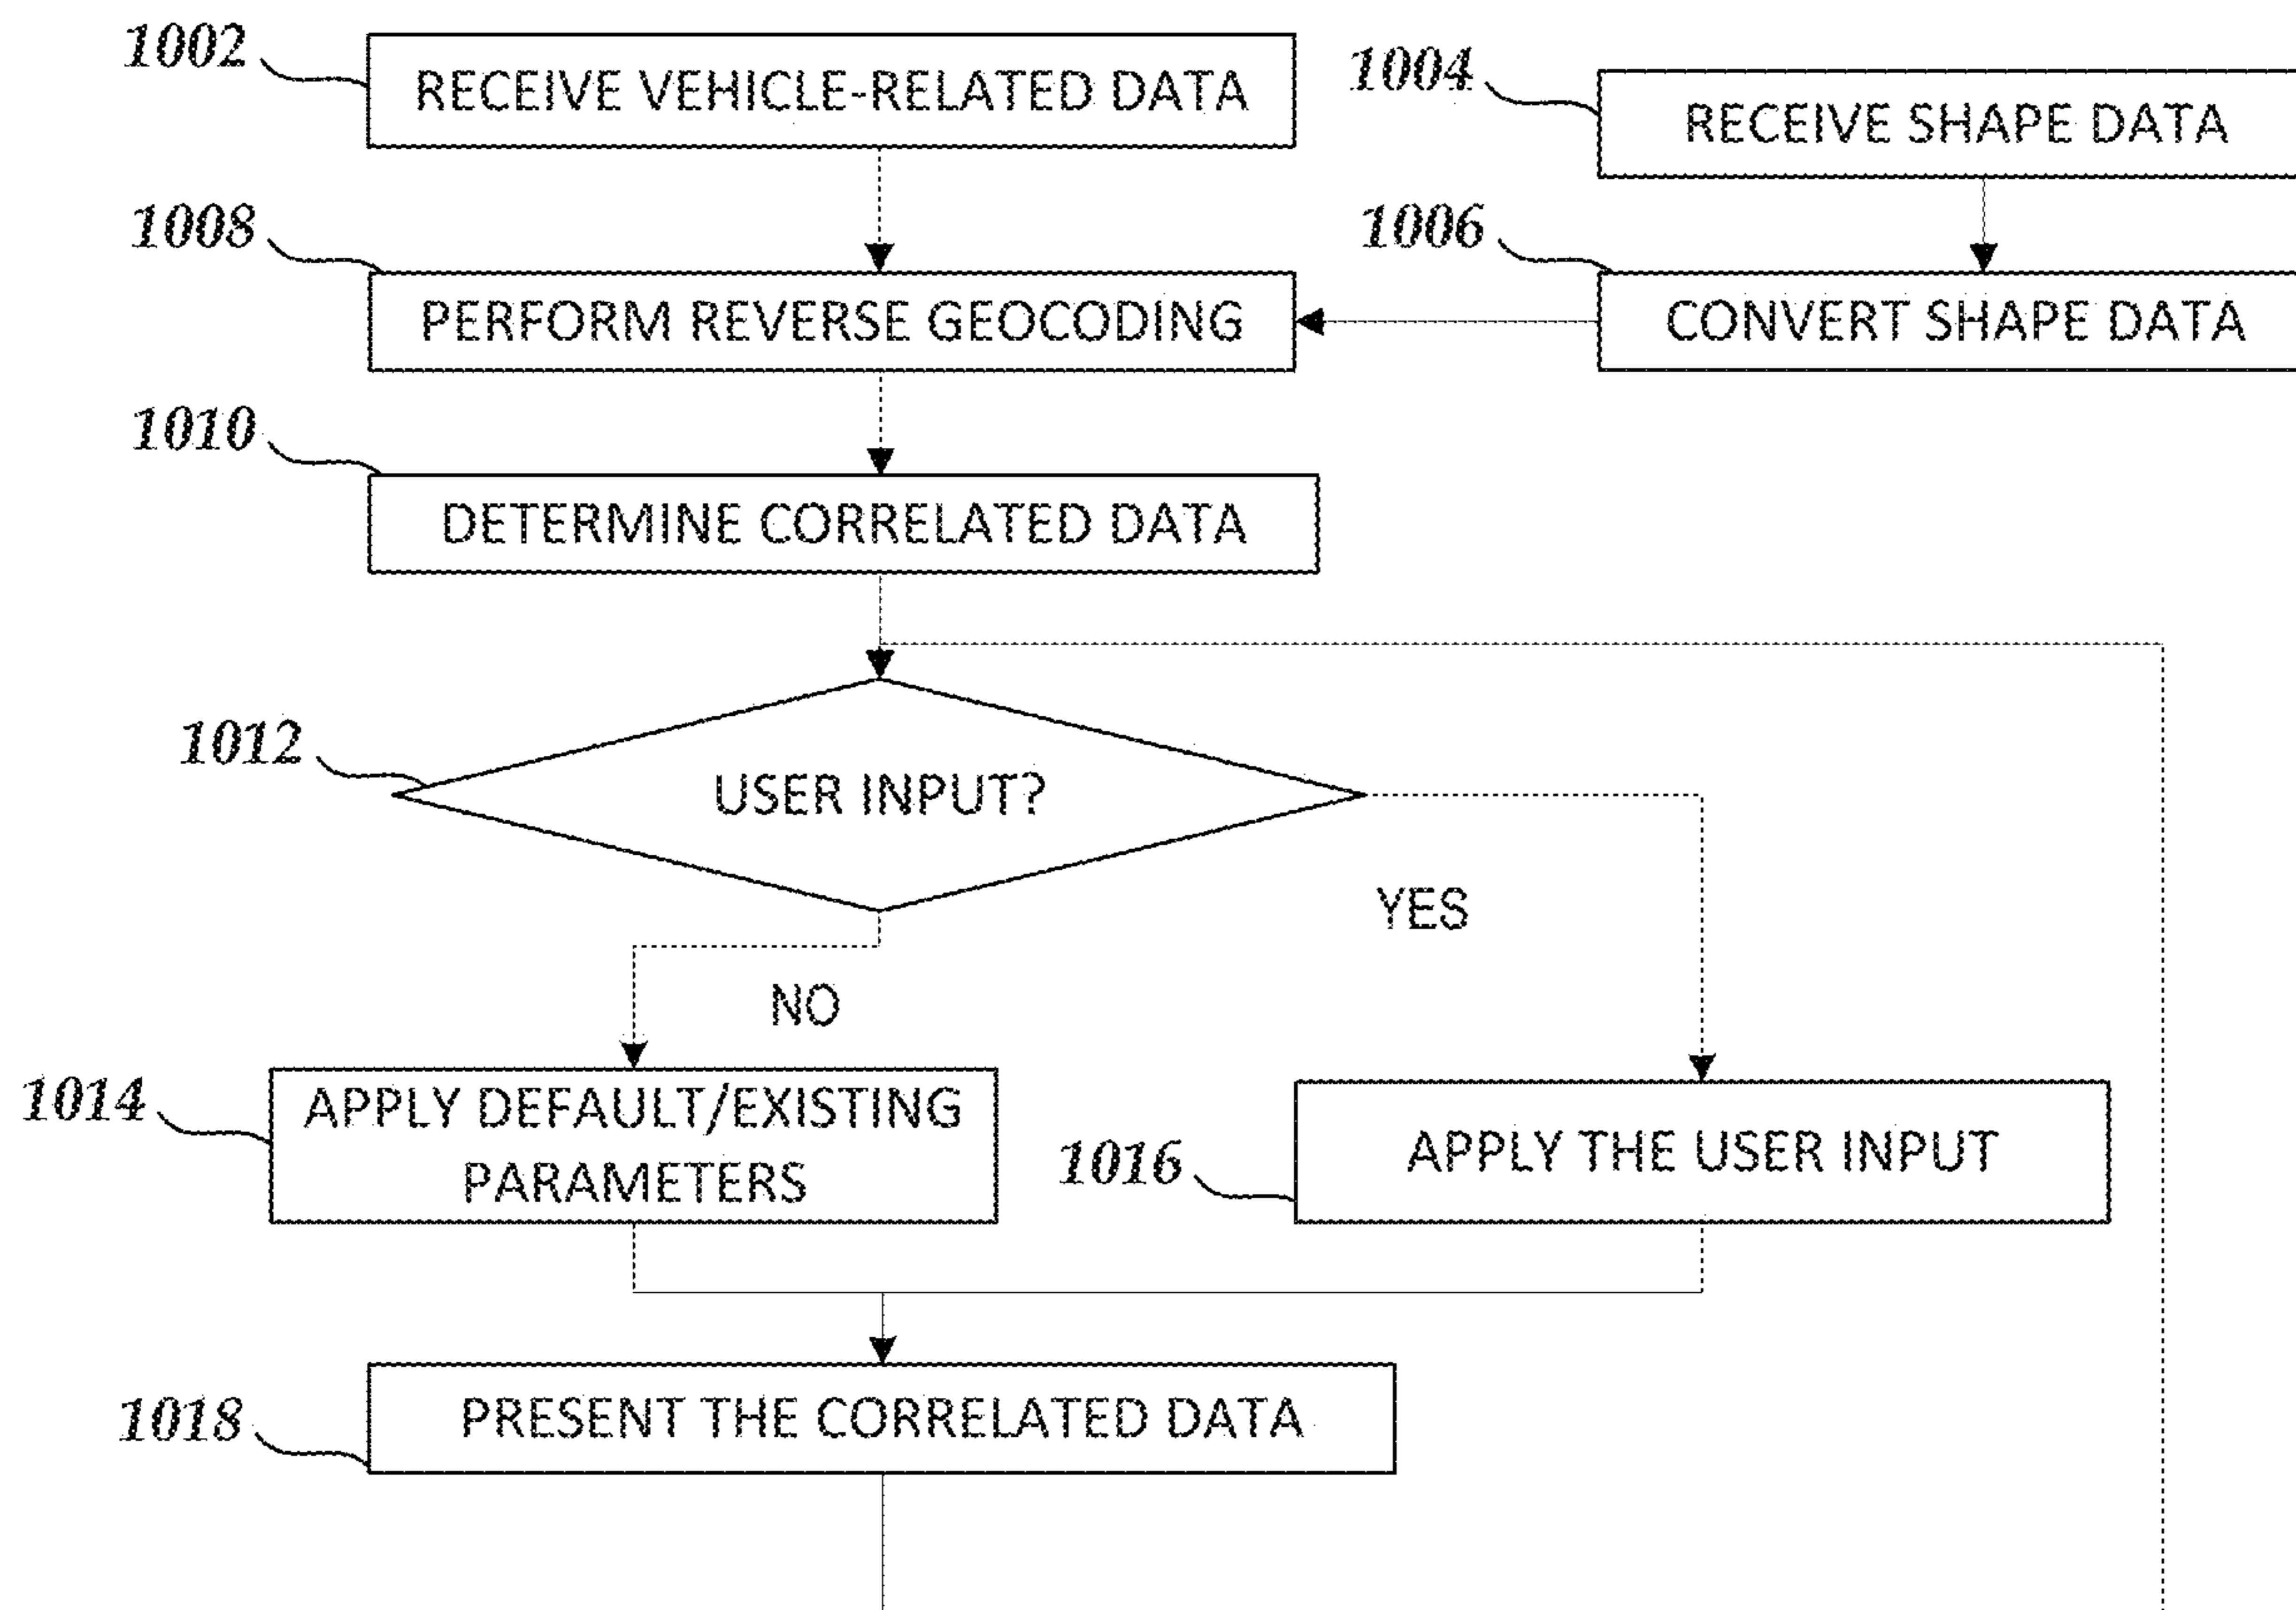 1002
RECEIVE VEHICLE-RELATED DATA
1004
RECEIVE SHAPE DATA
1008
PERFORM REVERSE GEOCODING
1006
CONVERT SHAPE DATA
1010
DETERMINE CORRELATED DATA
1012
USER INPUT?
YES
NO
1014
APPLY DEFAULT/EXISTING
PARAMETERS
1016
APPLY THE USER INPUT
1018
PRESENT THE CORRELATED DATA